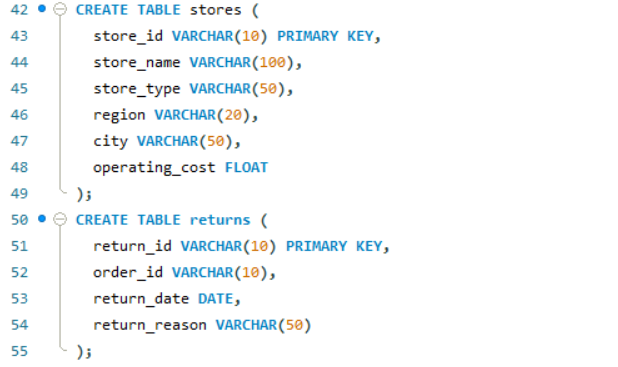 42 CREATE TABLE stores (
43 store_id VARCHAR(10) PRIMARY KEY,
44 store_name VARCHAR(100),
45 store_type VARCHAR(50),
46 region VARCHAR(20),
47 city VARCHAR(50),
48 operating_cost FLOAT
49 );
50 CREATE TABLE returns (
51 return_id VARCHAR(10) PRIMARY KEY,
52 order_id VARCHAR(10),
53 return_date DATE,
54 return_reason VARCHAR(50)
55 );